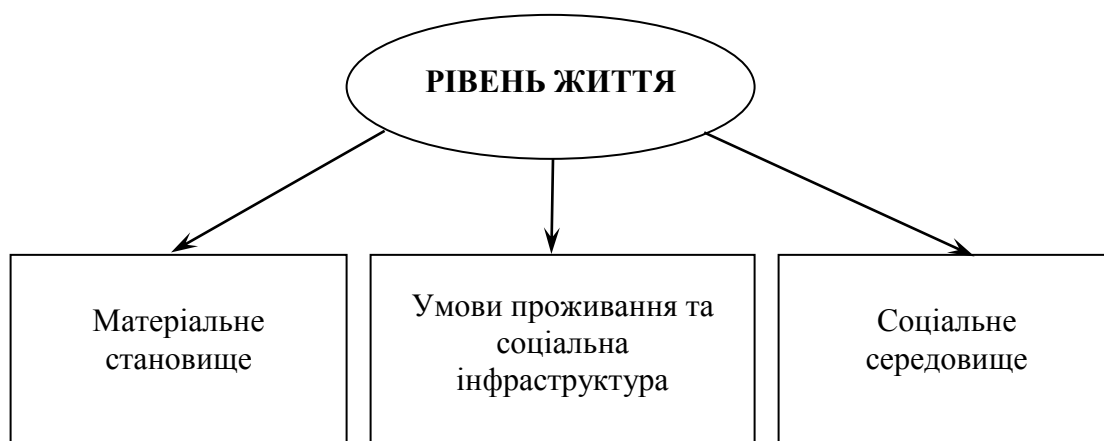 РІВЕНЬ ЖИТТЯ
Матеріальне
становище
Умови проживання та
соціальна
інфраструктура
Соціальне
середовище